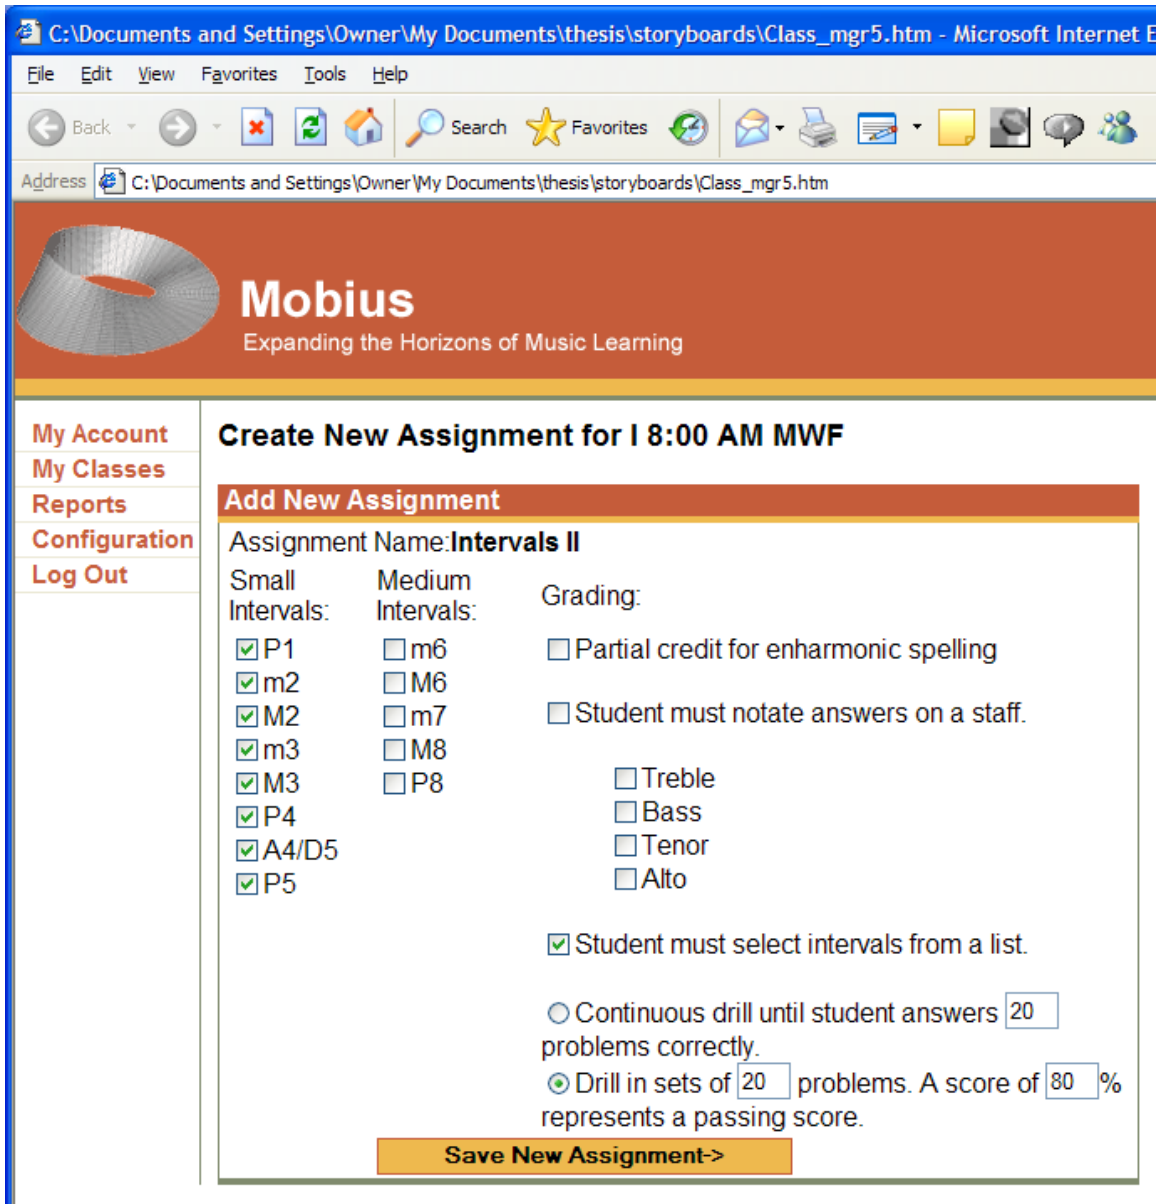 C:\Documents and Settings\Owner\My Documents\thesis\storyboards\Class_mgr5.htm - Microsoft Internet E
File Edit View Favorites Tools Help
Back Search Favorites
Address C:\Documents and Settings\Owner\My Documents\thesis\storyboards\Class_mgr5.htm
Mobius
Expanding the Horizons of Music Learning
My Account
My Classes
Reports
Configuration
Log Out
Create New Assignment for I 8:00 AM MWF
Add New Assignment
Assignment Name:Intervals II
Small
Intervals:
P1
m2
M2
m3
M3
P4
A4/D5
P5
Medium
Intervals:
m6
M6
m7
M8
P8
Grading:
Partial credit for enharmonic spelling
Student must notate answers on a staff.
Treble
Bass
Tenor
Alto
Student must select intervals from a list.
Continuous drill until student answers 20
problems correctly.
Drill in sets of 20 problems. A score of 80 %
represents a passing score.
Save New Assignment->